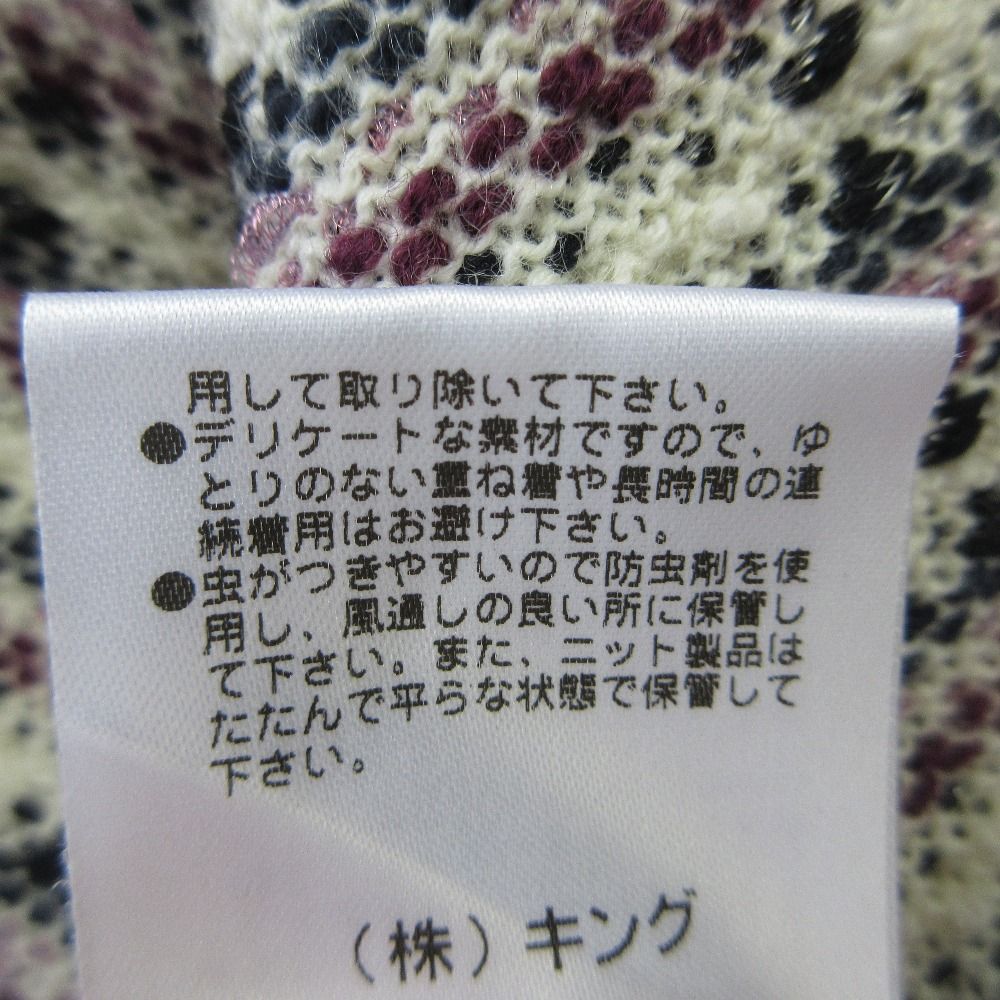 用して取り除いて下さい。
●デリケートな素材ですので、ゆ
とりのない重ね着や長時間の連
続着用はお避け下さい。
●虫がつきやすいので防虫剤を使
用し、風通しの良い所に保管し
て下さい。また、ニット製品は
たたんで平らな状態で保管して
下さい。
（株）キング